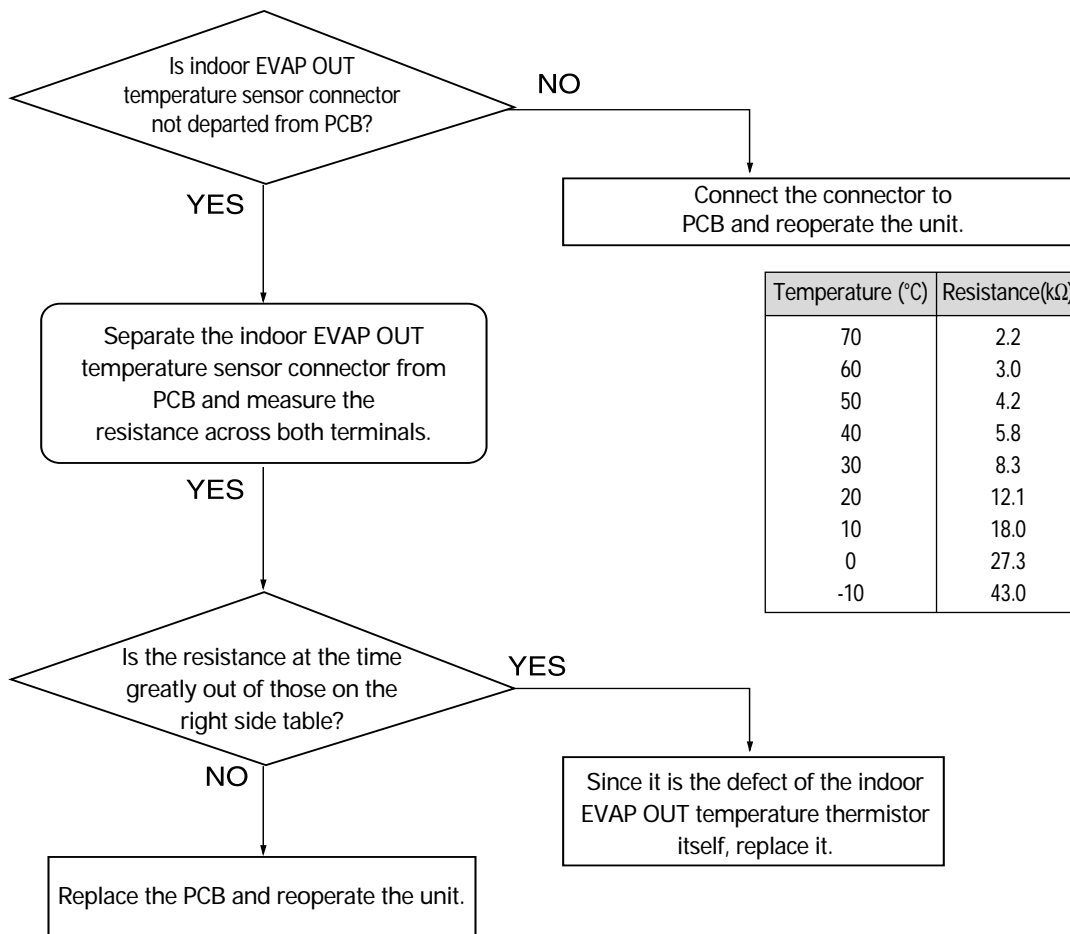 Is indoor EVAP OUT
temperature sensor connector
not departed from PCB?
NO
YES
Connect the connector to
PCB and reoperate the unit.
Temperature (°C) Resistance(kΩ)
70 2.2
60 3.0
50 4.2
40 5.8
30 8.3
20 12.1
10 18.0
0 27.3
-10 43.0
Separate the indoor EVAP OUT
temperature sensor connector from
PCB and measure the
resistance across both terminals.
YES
Is the resistance at the time
greatly out of those on the
right side table?
YES
NO
Since it is the defect of the indoor
EVAP OUT temperature thermistor
itself, replace it.
Replace the PCB and reoperate the unit.